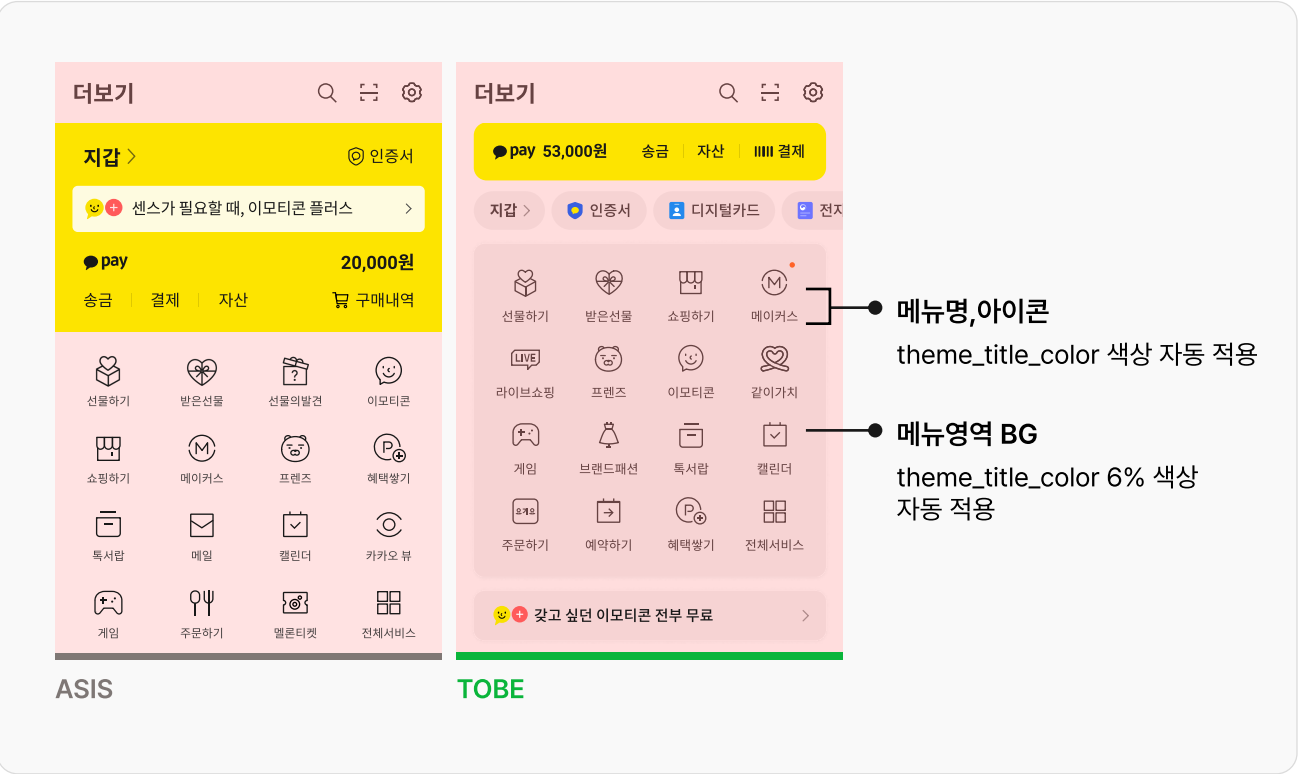 더보기
지갑 >
인증서
센스가 필요할 때, 이모티콘 플러스 >
pay
20,000원
송금 | 결제 | 자산
구매내역
선물하기 받은선물 선물의발견 이모티콘
쇼핑하기 메이커스 프렌즈 혜택쌓기
톡서랍 메일 캘린더 카카오 뷰
게임 주문하기 멜론티켓 전체서비스
ASIS
더보기
pay 53,000원 송금 | 자산 | 결제
지갑 > 인증서 디지털카드 전자
선물하기 받은선물 쇼핑하기 메이커스
LIVE
라이브쇼핑 프렌즈 이모티콘 같이가치
게임 브랜드패션 톡서랍 캘린더
요게요
주문하기 예약하기 혜택쌓기 전체서비스
갖고 싶던 이모티콘 전부 무료 >
TOBE
메뉴명,아이콘
theme_title_color 색상 자동 적용
메뉴영역 BG
theme_title_color 6% 색상
자동 적용